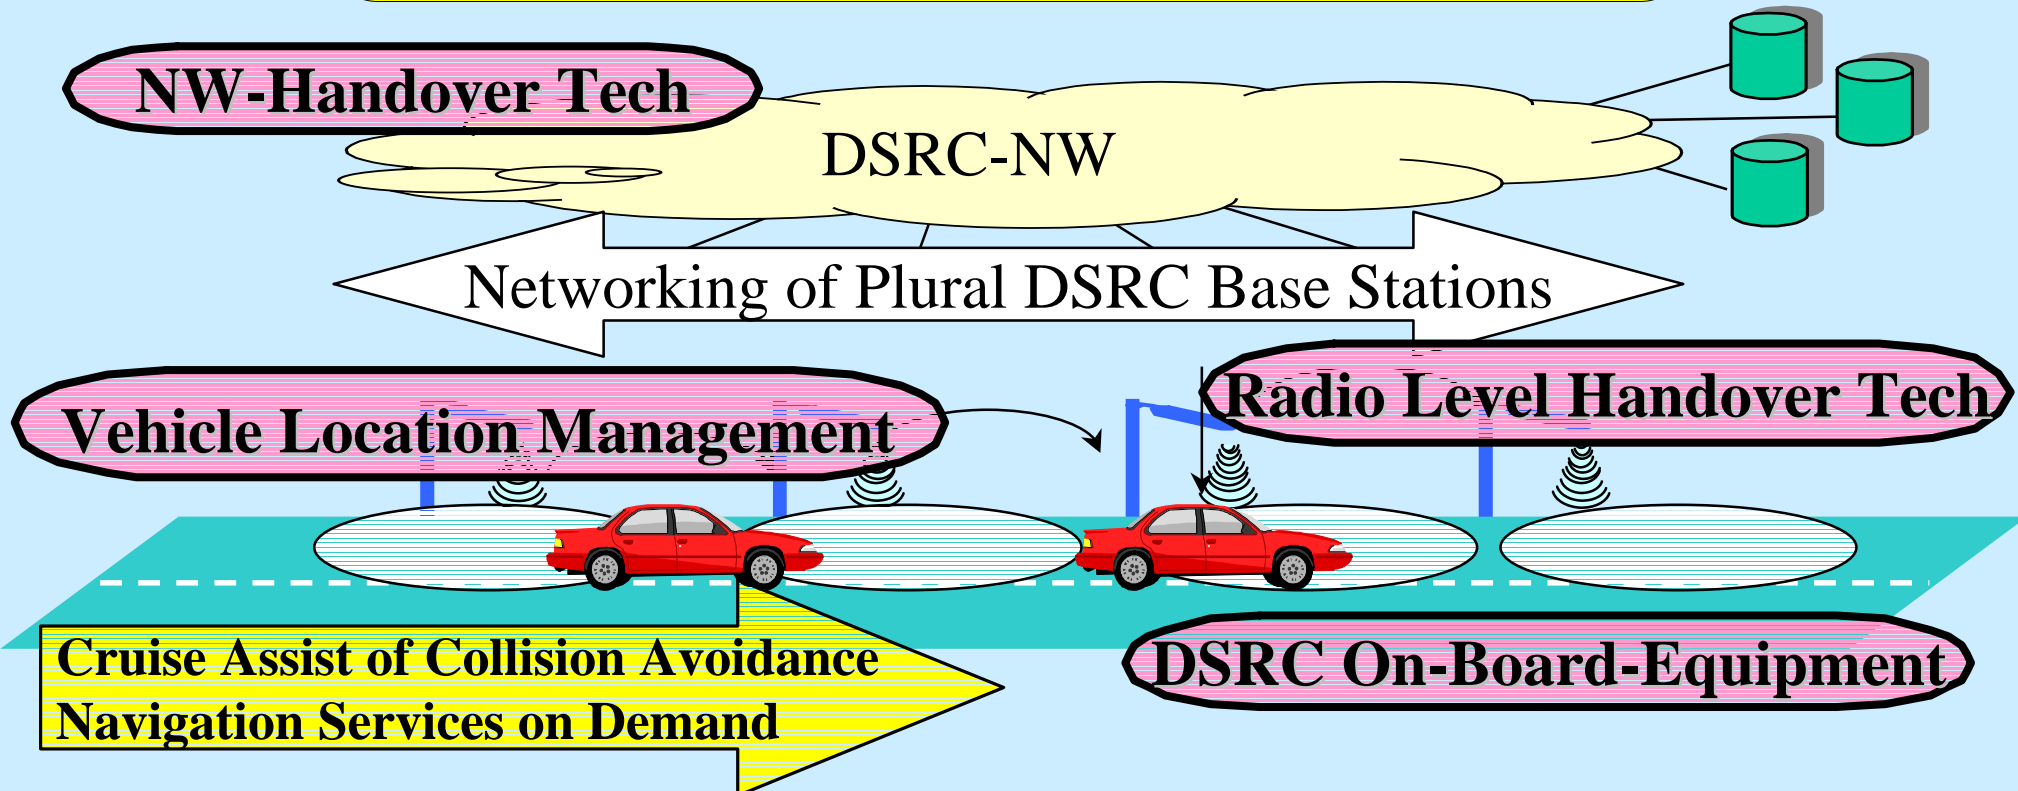 NW-Handover Tech
DSRC-NW
Networking of Plural DSRC Base Stations
Vehicle Location Management
Radio Level Handover Tech
Cruise Assist of Collision Avoidance
Navigation Services on Demand
DSRC On-Board-Equipment